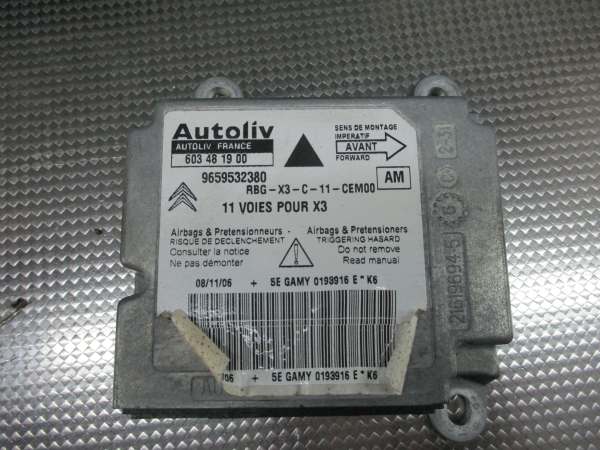 Autoliv
AUTOLIV FRANCE
603 48 19 00
SENS DE MONTAGE
IMPERATIF
AVANT
FORWARD
9659532380
RBG-X3-C-11-CEM00
AM
11 VOIES POUR X3
Airbags & Pretensionneurs
RISQUE DE DECLENCHEMENT
Consulter la notice
Ne pas démonter
Airbags & Pretensioners
TRIGGERING HASARD
Do not remove
Read manual
08/11/06 + 5E GAMY 0193916 E * K6
/06 + 5E GAMY 0193916 E * K6
21619694-5